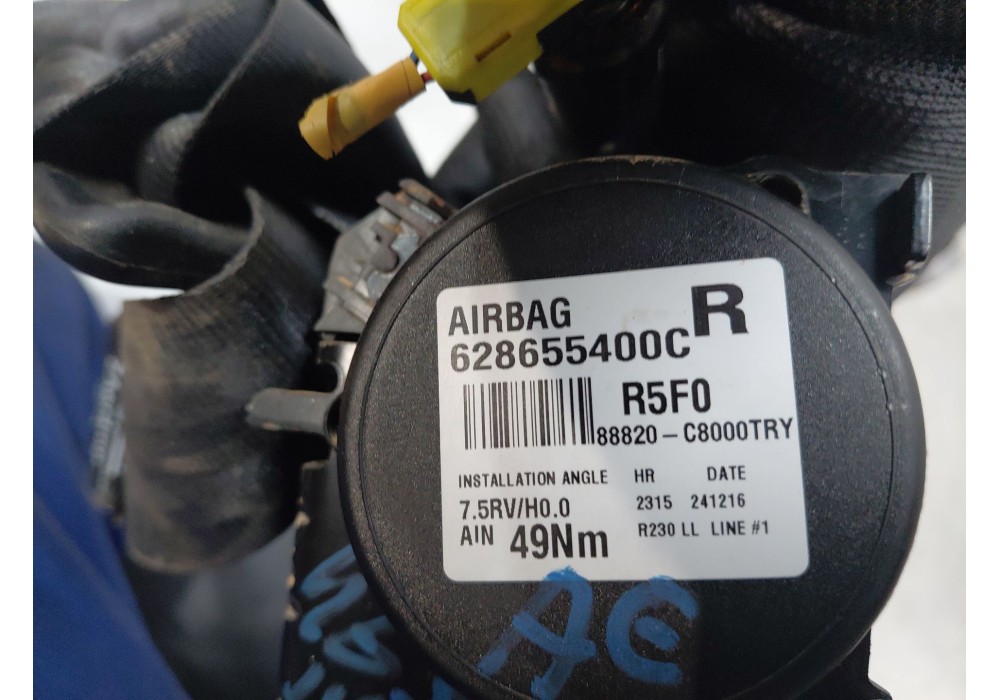 AIRBAG R
628655400C
R5F0
88820-C8000TRY
INSTALLATION ANGLE HR DATE
7.5RV/H0.0 2315 241216
AIN 49Nm R230 LL LINE #1
AE